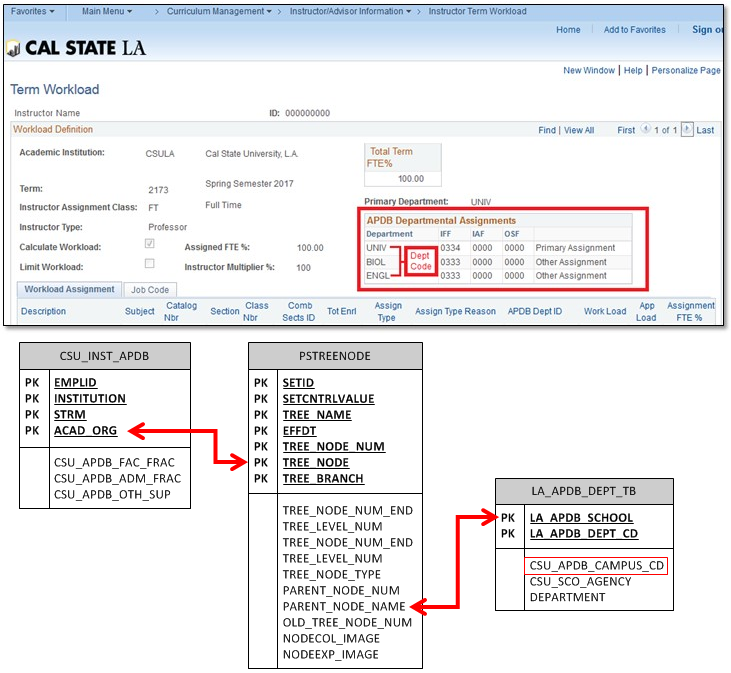 Favorites Main Menu Curriculum Management Instructor/Advisor Information Instructor Term Workload
Home Add to Favorites Sign ou
CAL STATE LA
New Window Help Personalize Page
Term Workload
Instructor Name ID: 000000000
Workload Definition Find | View All First 1 of 1 Last
Academic Institution: CSULA Cal State University, L.A.
Total Term
FTE%
100.00
Term: 2173 Spring Semester 2017
Primary Department: UNIV
Instructor Assignment Class: FT Full Time
Instructor Type: Professor
Calculate Workload: Assigned FTE %: 100.00
Limit Workload: Instructor Multiplier %: 100
APDB Departmental Assignments
Department IFF IAF OSF
UNIV 0334 0000 0000 Primary Assignment
BIOL 0333 0000 0000 Other Assignment
ENGL 0333 0000 0000 Other Assignment
Dept
Code
Workload Assignment Job Code
Description Subject Catalog Nbr Section Class Nbr Comb Sects ID Tot Enrl Assign Type Assign Type Reason APDB Dept ID Work Load App Load Assignment FTE %
CSU_INST_APDB
PK EMPLID
PK INSTITUTION
PK STRM
PK ACAD_ORG
CSU_APDB_FAC_FRAC
CSU_APDB_ADM_FRAC
CSU_APDB_OTH_SUP
PSTREENODE
PK SETID
PK SETCNTRLVALUE
PK TREE_NAME
PK EFFDT
PK TREE_NODE_NUM
PK TREE_NODE
PK TREE_BRANCH
TREE_NODE_NUM_END
TREE_LEVEL_NUM
TREE_NODE_NUM_END
TREE_LEVEL_NUM
TREE_NODE_TYPE
PARENT_NODE_NUM
PARENT_NODE_NAME
OLD_TREE_NODE_NUM
NODECOL_IMAGE
NODEEXP_IMAGE
LA_APDB_DEPT_TB
PK LA_APDB_SCHOOL
PK LA_APDB_DEPT_CD
CSU_APDB_CAMPUS_CD
CSU_SCO_AGENCY
DEPARTMENT